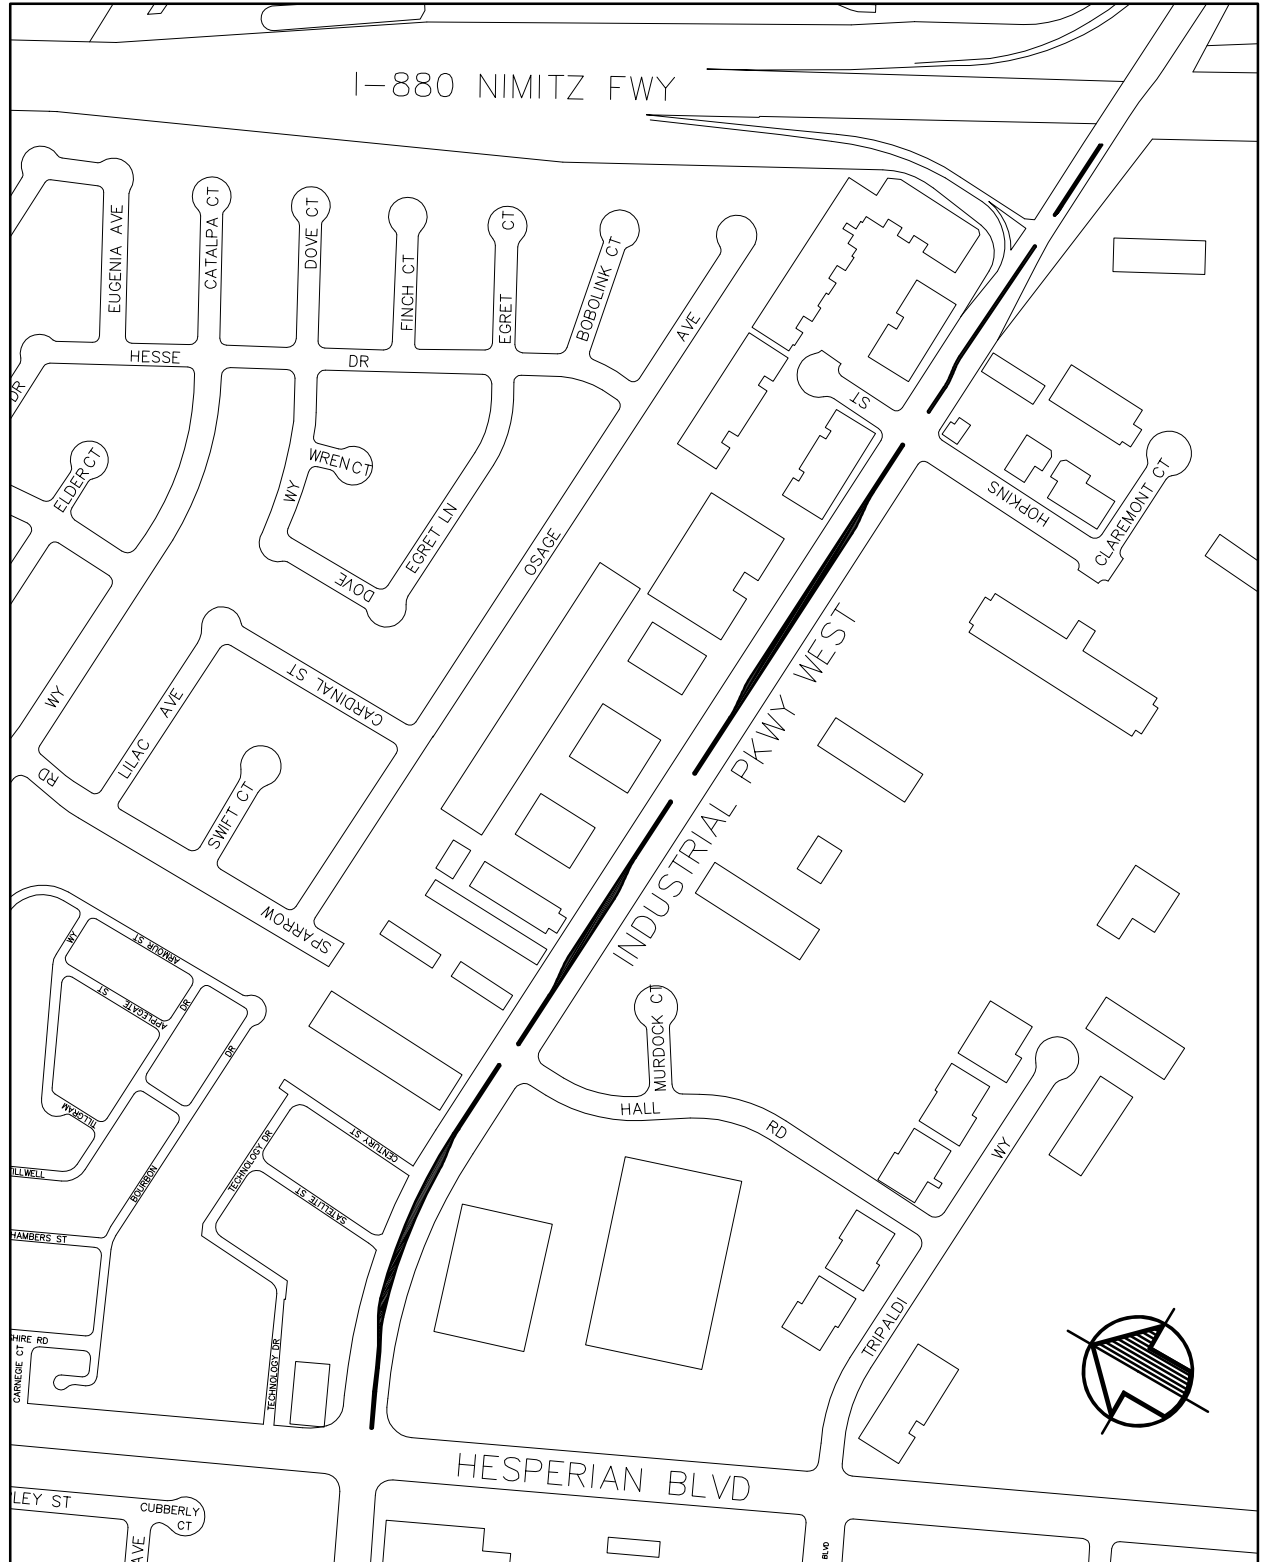 I-880 NIMITZ FWY
EUGENIA AVE
CATALPA CT
DOVE CT
FINCH CT
EGRET CT
BOBOLINK CT
AVE
HESSE DR
DR
ST
WREN CT
ELDER CT
WY
EGRET LN
DOVE
OSAGE
HOPKINS
CLAREMONT CT
CARDINAL ST
WY
LILAC AVE
INDUSTRIAL PKWY WEST
RD
SWIFT CT
SPARROW
WY
ARMOUR ST
APPLEGATE ST
DR
DR
MURDOCK CT
TILLGRAM
HALL RD
CENTURY ST
TECHNOLOGY DR
WY
ILLWELL
BOURBON
SATELLITE ST
HAMBERS ST
TRIPALDI
SHIRE RD
CARNEGIE CT
TECHNOLOGY DR
HESPERIAN BLVD
LEY ST
CUBBERLY
CT
AVE
BLVD